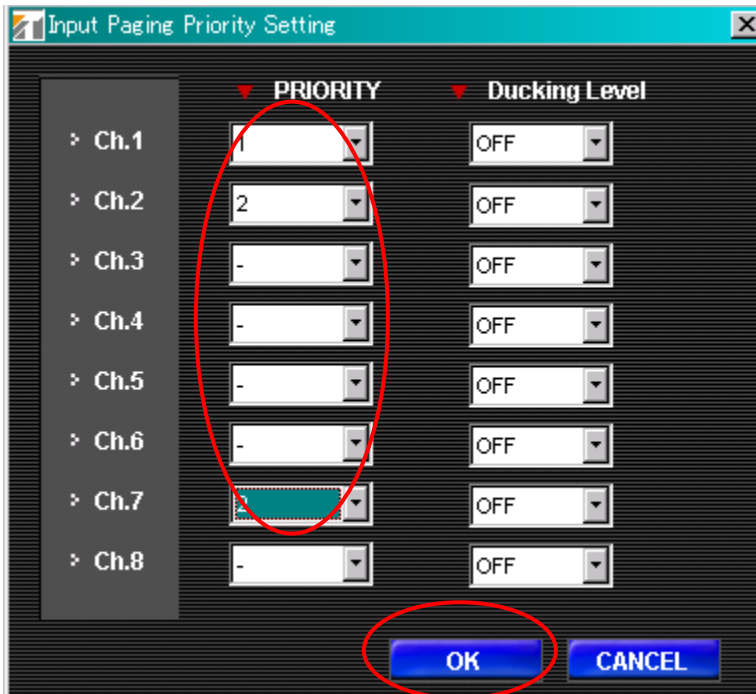 Input Paging Priority Setting
PRIORITY Ducking Level
Ch.1 1 OFF
Ch.2 2 OFF
Ch.3 - OFF
Ch.4 - OFF
Ch.5 - OFF
Ch.6 - OFF
Ch.7 2 OFF
Ch.8 - OFF
OK CANCEL